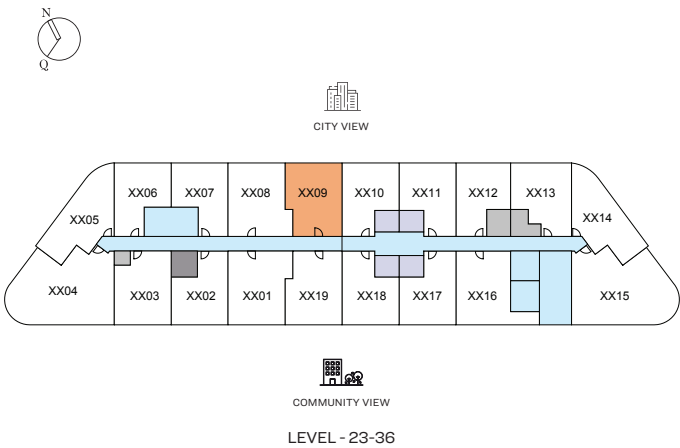 N
Q
CITY VIEW
XX06 XX07 XX08 XX09 XX10 XX11 XX12 XX13
XX05 XX14
XX04 XX03 XX02 XX01 XX19 XX18 XX17 XX16 XX15
COMMUNITY VIEW
LEVEL - 23-36